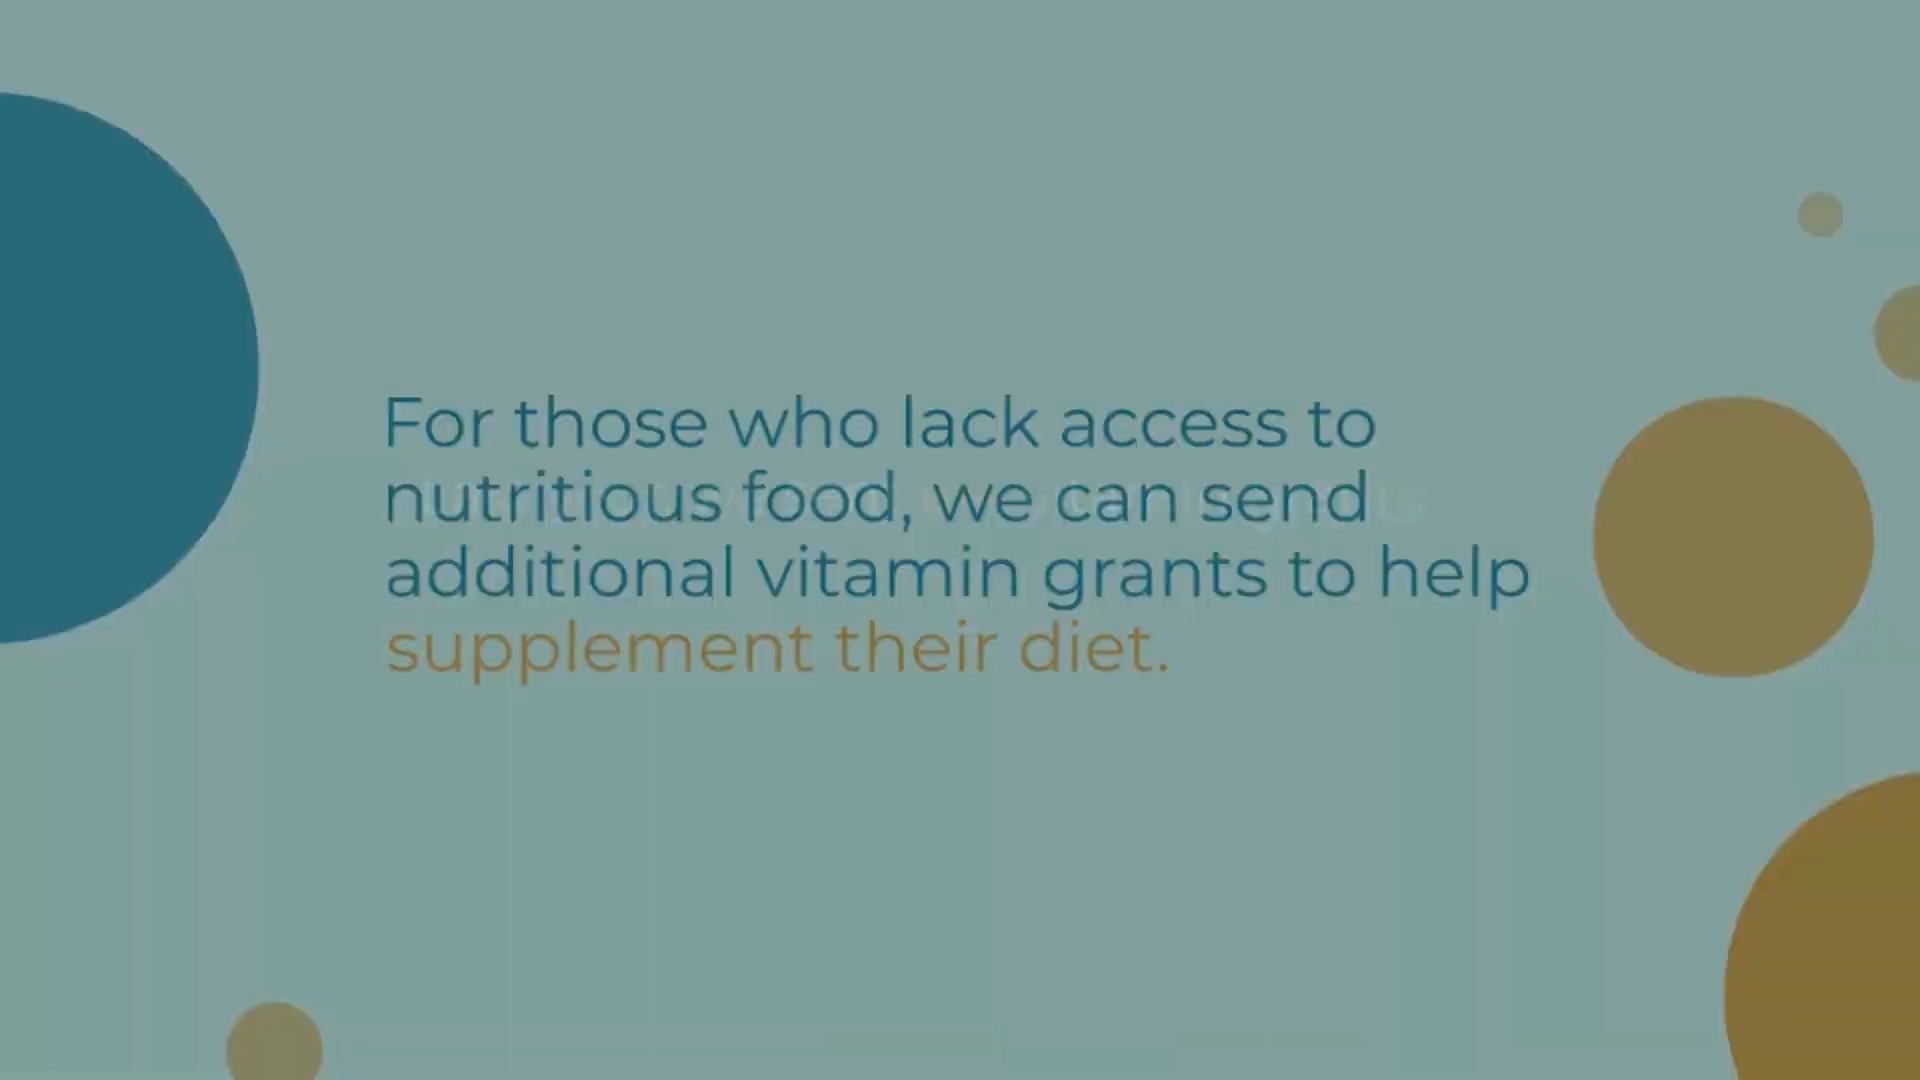 For those who lack access to
nutritious food, we can send
additional vitamin grants to help
supplement their diet.